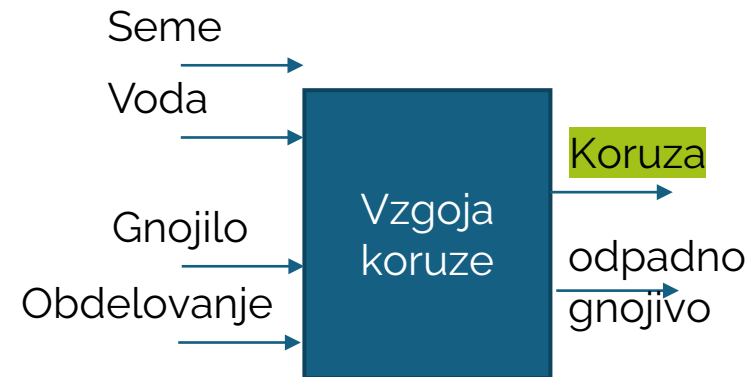 Seme
Voda
Gnojilo
Obdelovanje
Vzgoja
koruze
Koruza
odpadno
gnojivo